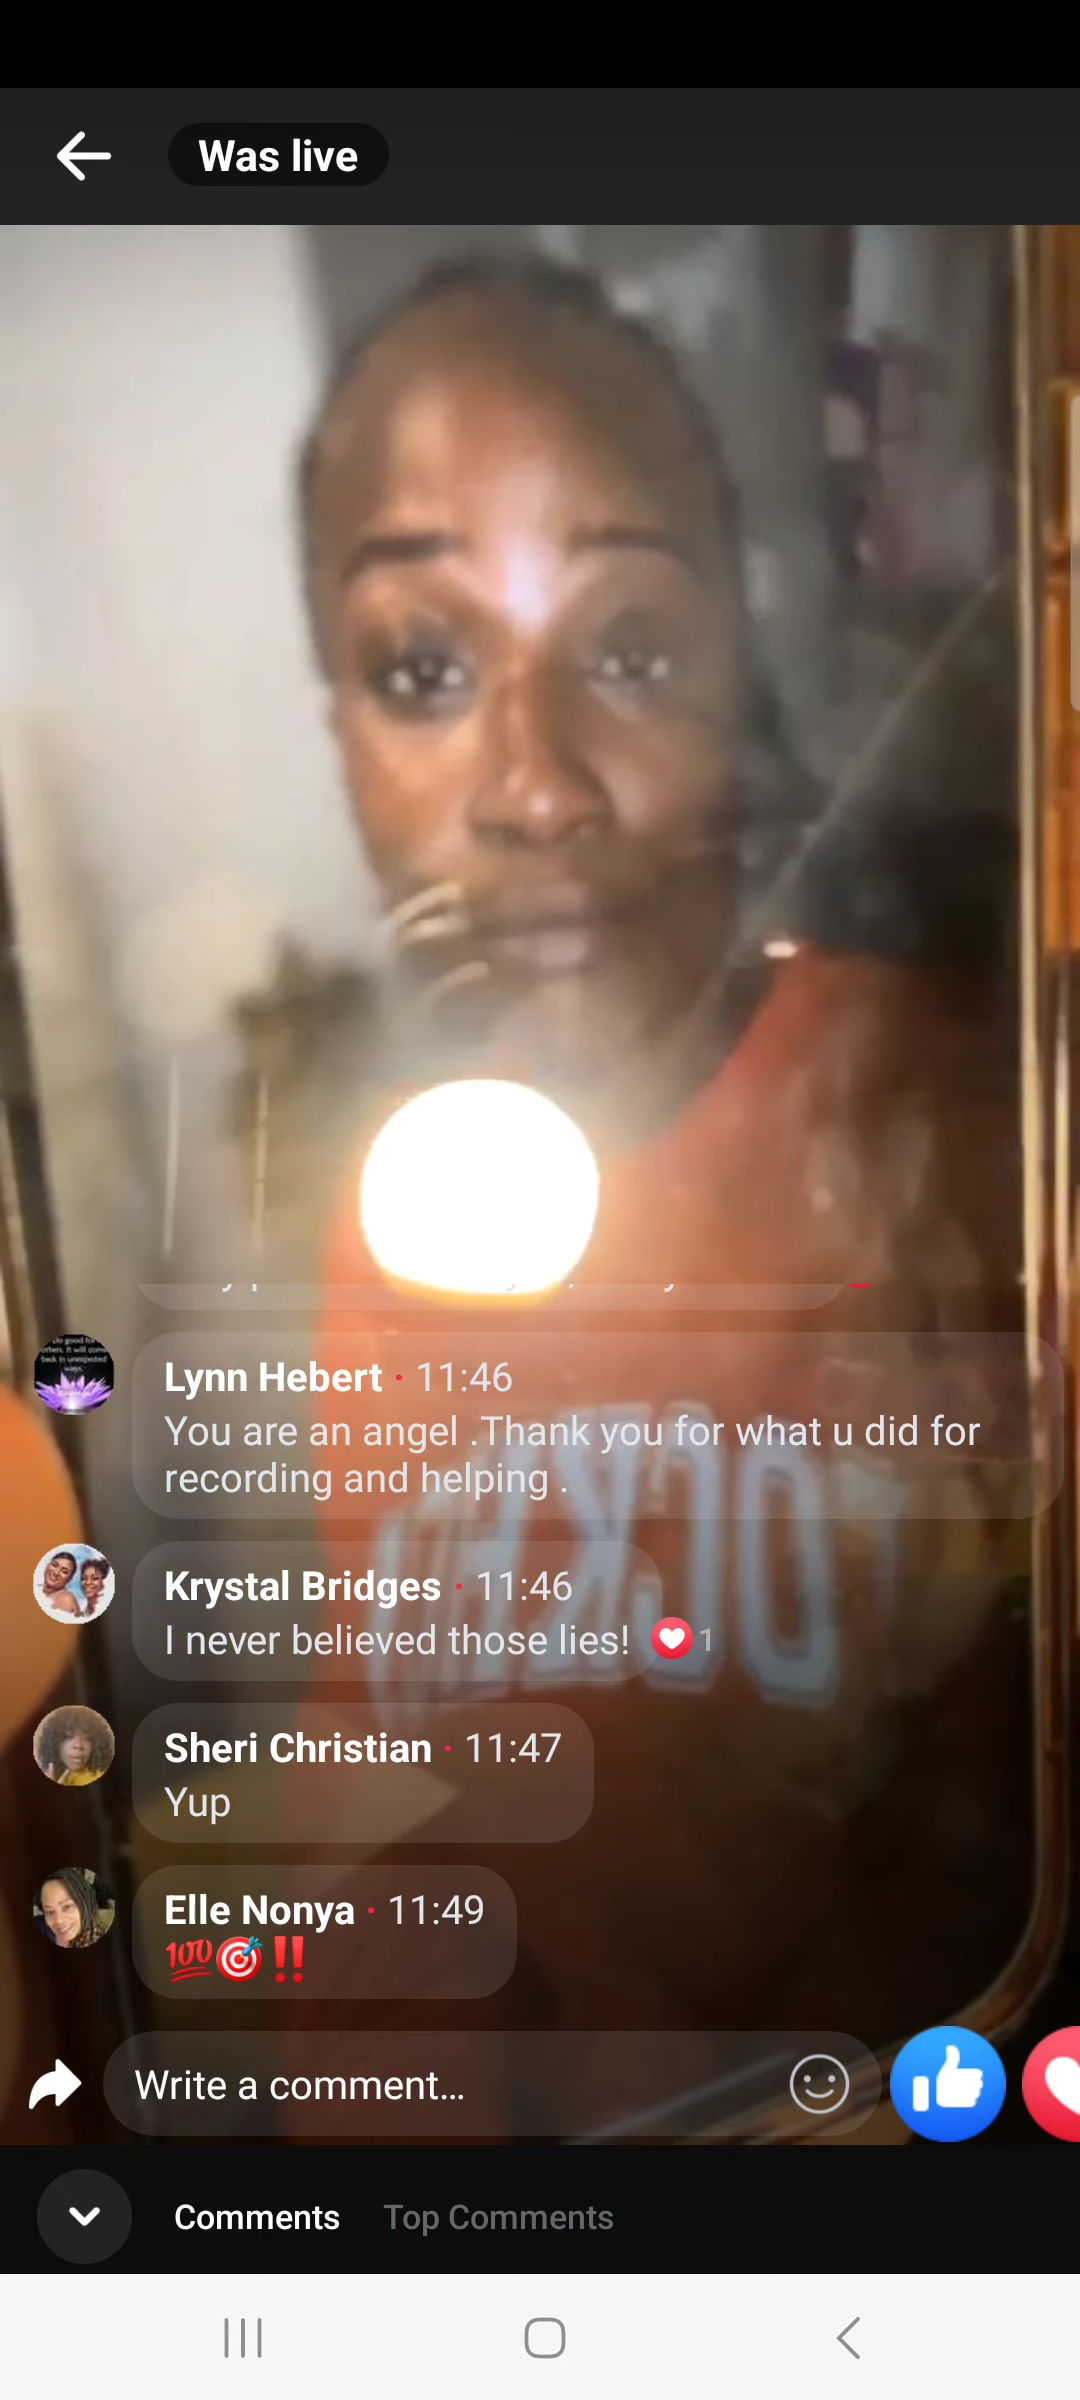 Was live
Lynn Hebert · 11:46
You are an angel .Thank you for what u did for
recording and helping .
Krystal Bridges · 11:46
I never believed those lies! 1
Sheri Christian · 11:47
Yup
Elle Nonya · 11:49
💯🎯‼️
Write a comment...
Comments Top Comments